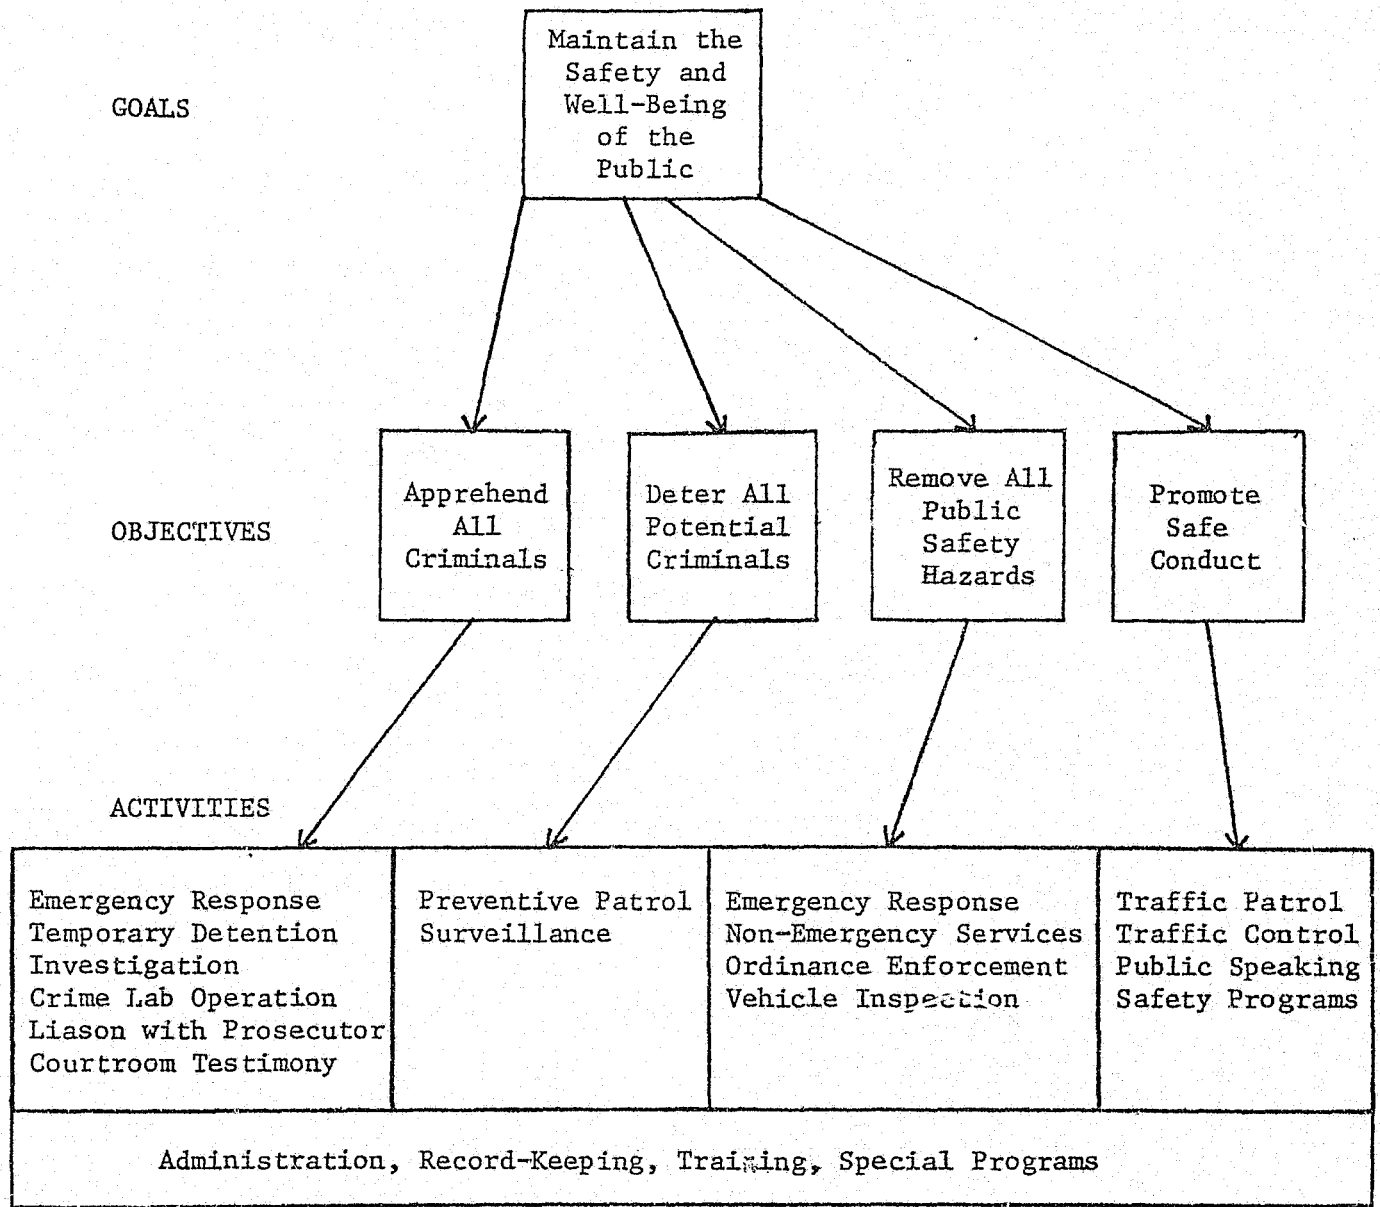 GOALS
Maintain the
Safety and
Well-Being
of the
Public
OBJECTIVES
Apprehend
All
Criminals
Deter All
Potential
Criminals
Remove All
Public
Safety
Hazards
Promote
Safe
Conduct
ACTIVITIES
Emergency Response
Temporary Detention
Investigation
Crime Lab Operation
Liason with Prosecutor
Courtroom Testimony
Preventive Patrol
Surveillance
Emergency Response
Non-Emergency Services
Ordinance Enforcement
Vehicle Inspection
Traffic Patrol
Traffic Control
Public Speaking
Safety Programs
Administration, Record-Keeping, Training, Special Programs